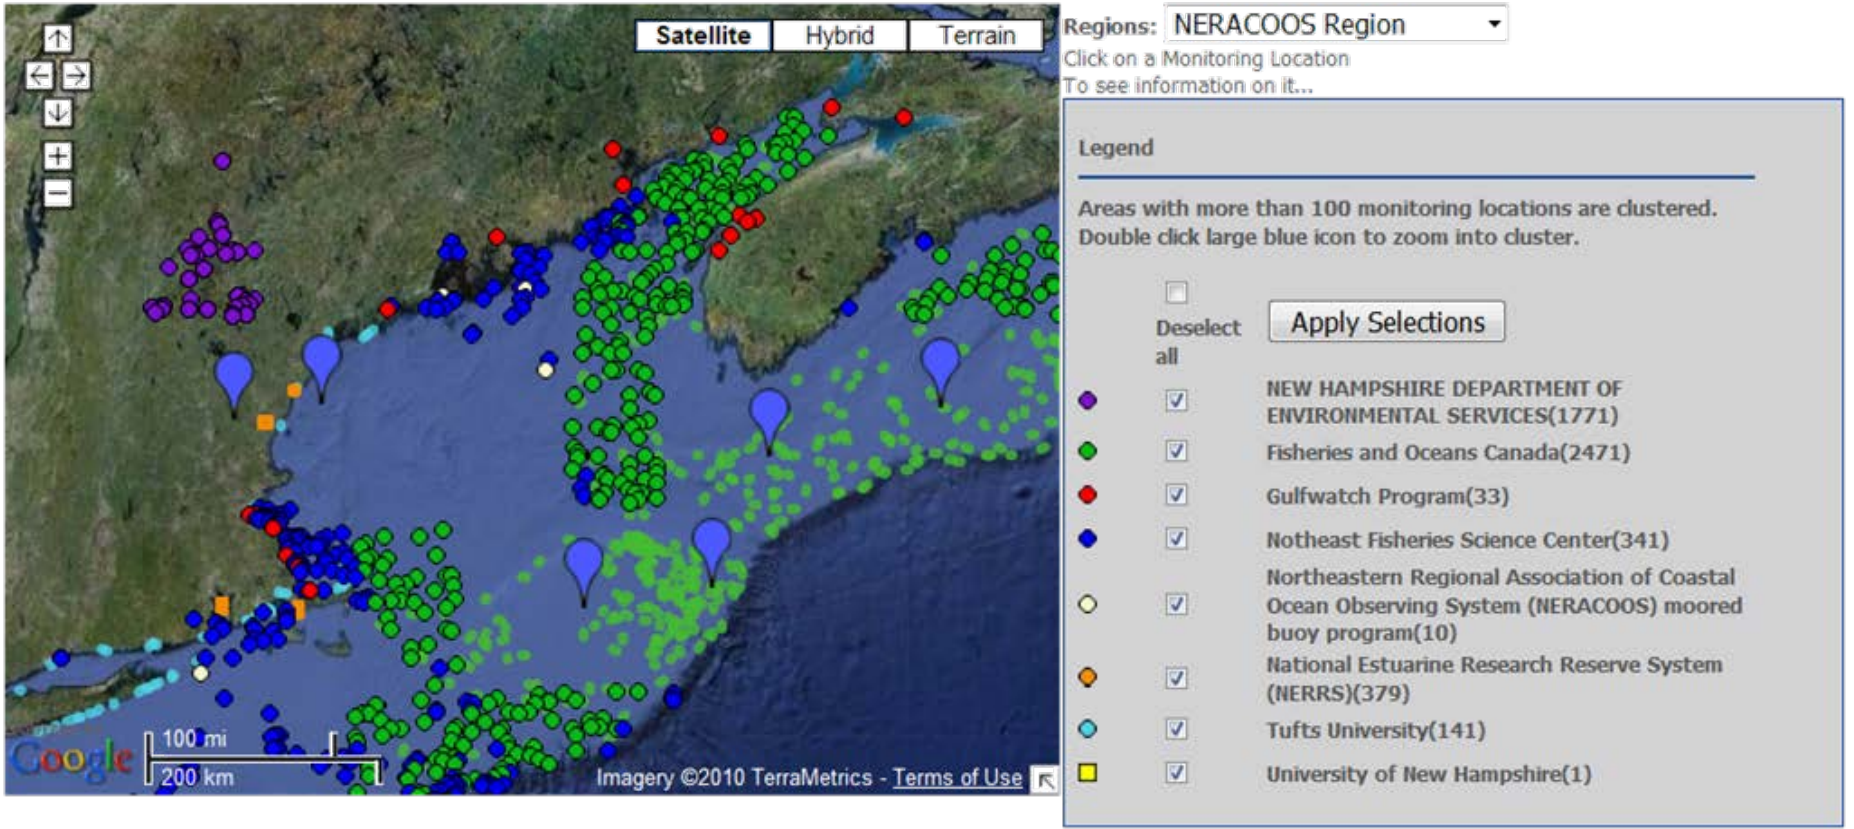 Satellite
Hybrid
Terrain
Google
100 mi
200 km
Imagery ©2010 TerraMetrics - Terms of Use
Regions: NERACOOS Region
Click on a Monitoring Location
To see information on it...
Legend
Areas with more than 100 monitoring locations are clustered.
Double click large blue icon to zoom into cluster.
Deselect
all
Apply Selections
NEW HAMPSHIRE DEPARTMENT OF
ENVIRONMENTAL SERVICES(1771)
Fisheries and Oceans Canada(2471)
Gulfwatch Program(33)
Notheast Fisheries Science Center(341)
Northeastern Regional Association of Coastal
Ocean Observing System (NERACOOS) moored
buoy program(10)
National Estuarine Research Reserve System
(NERRS)(379)
Tufts University(141)
University of New Hampshire(1)